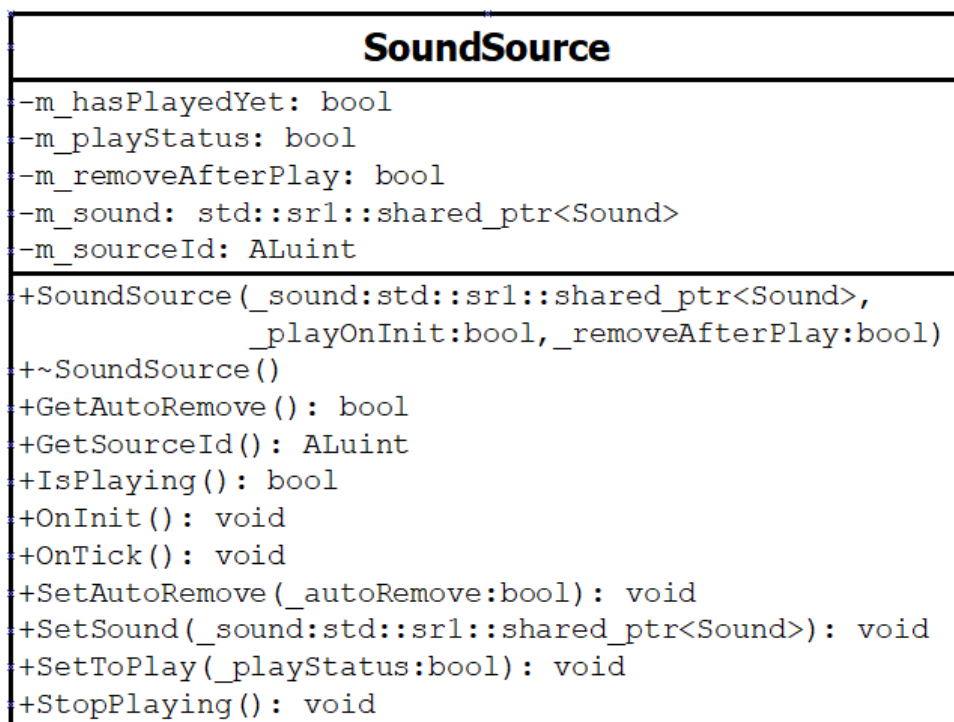 SoundSource
-m_hasPlayedYet: bool
-m_playStatus: bool
-m_removeAfterPlay: bool
-m_sound: std::sr1::shared_ptr<Sound>
-m_sourceId: ALuint
+SoundSource(_sound:std::sr1::shared_ptr<Sound>,
_playOnInit:bool,_removeAfterPlay:bool)
+~SoundSource()
+GetAutoRemove(): bool
+GetSourceId(): ALuint
+IsPlaying(): bool
+OnInit(): void
+OnTick(): void
+SetAutoRemove(_autoRemove:bool): void
+SetSound(_sound:std::sr1::shared_ptr<Sound>): void
+SetToPlay(_playStatus:bool): void
+StopPlaying(): void